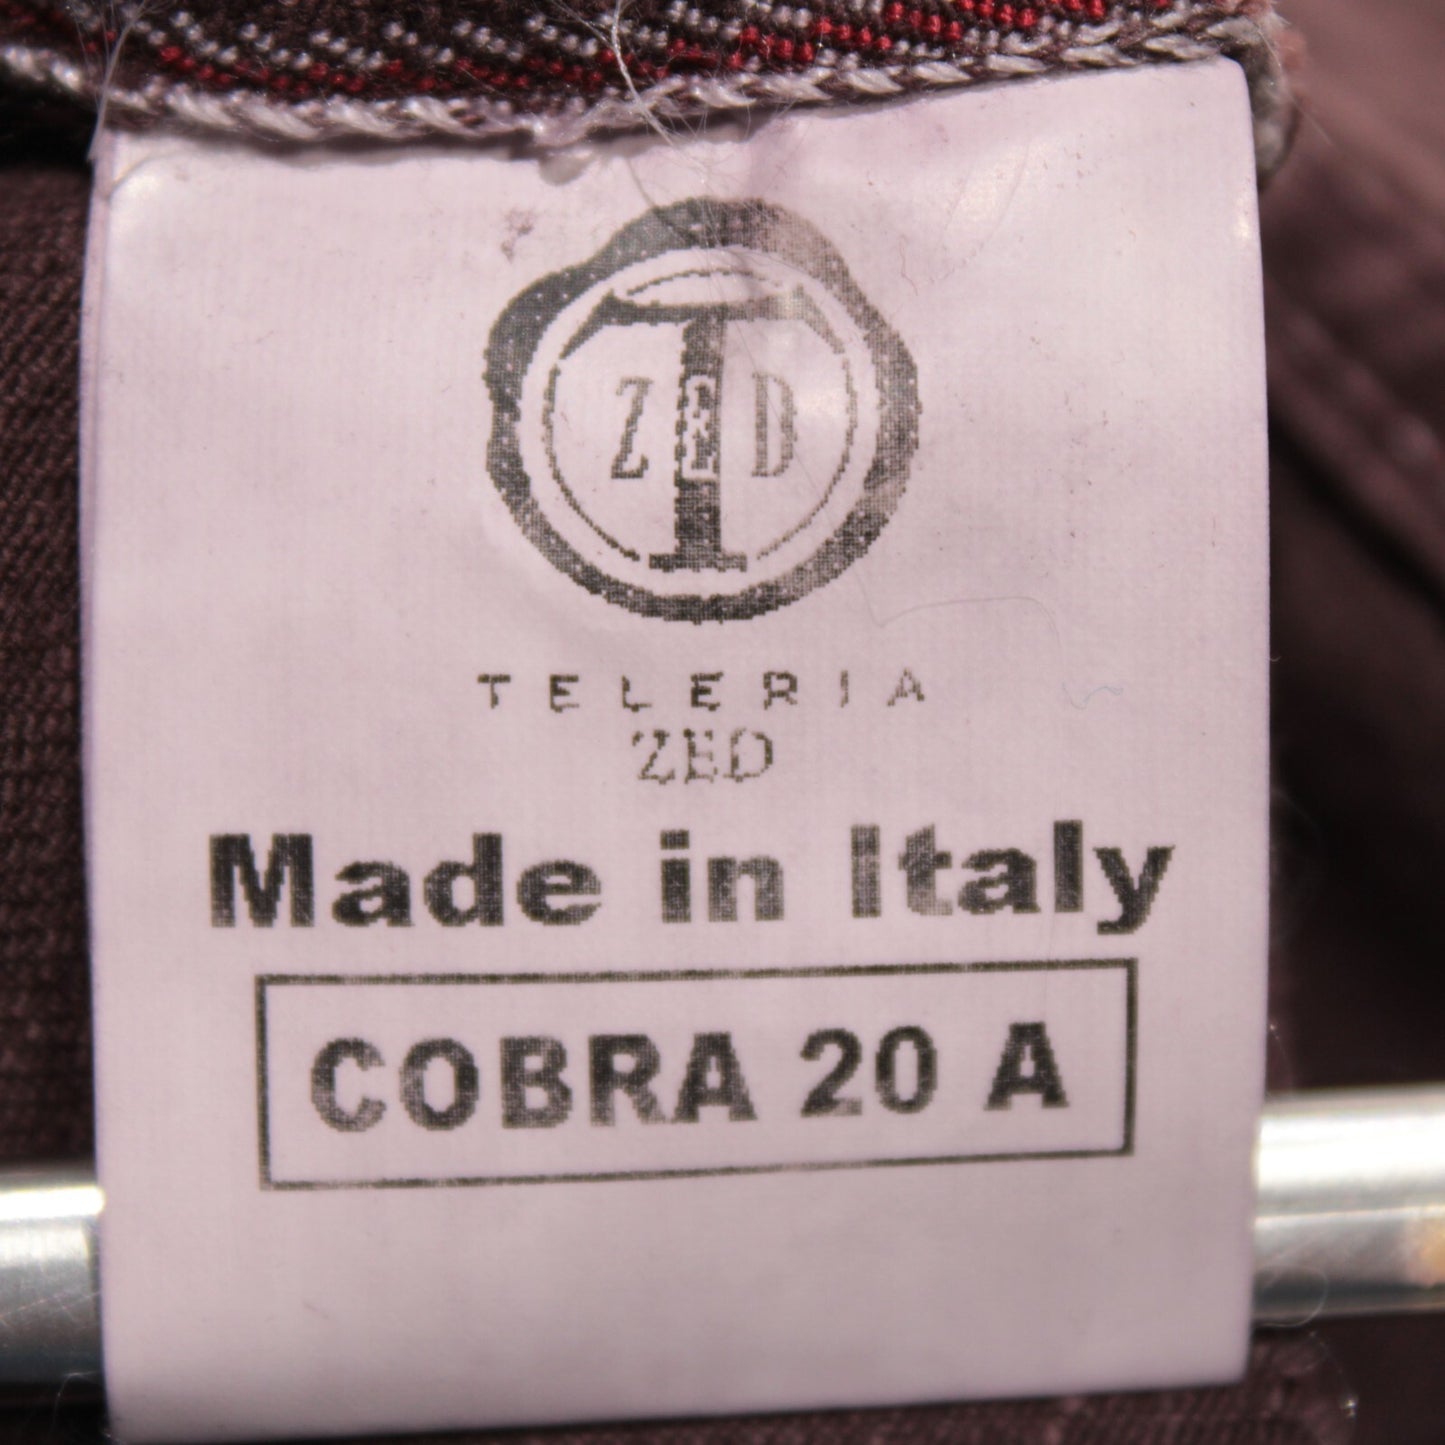 ZED
TELERIA
ZED
Made in Italy
COBRA 20 A